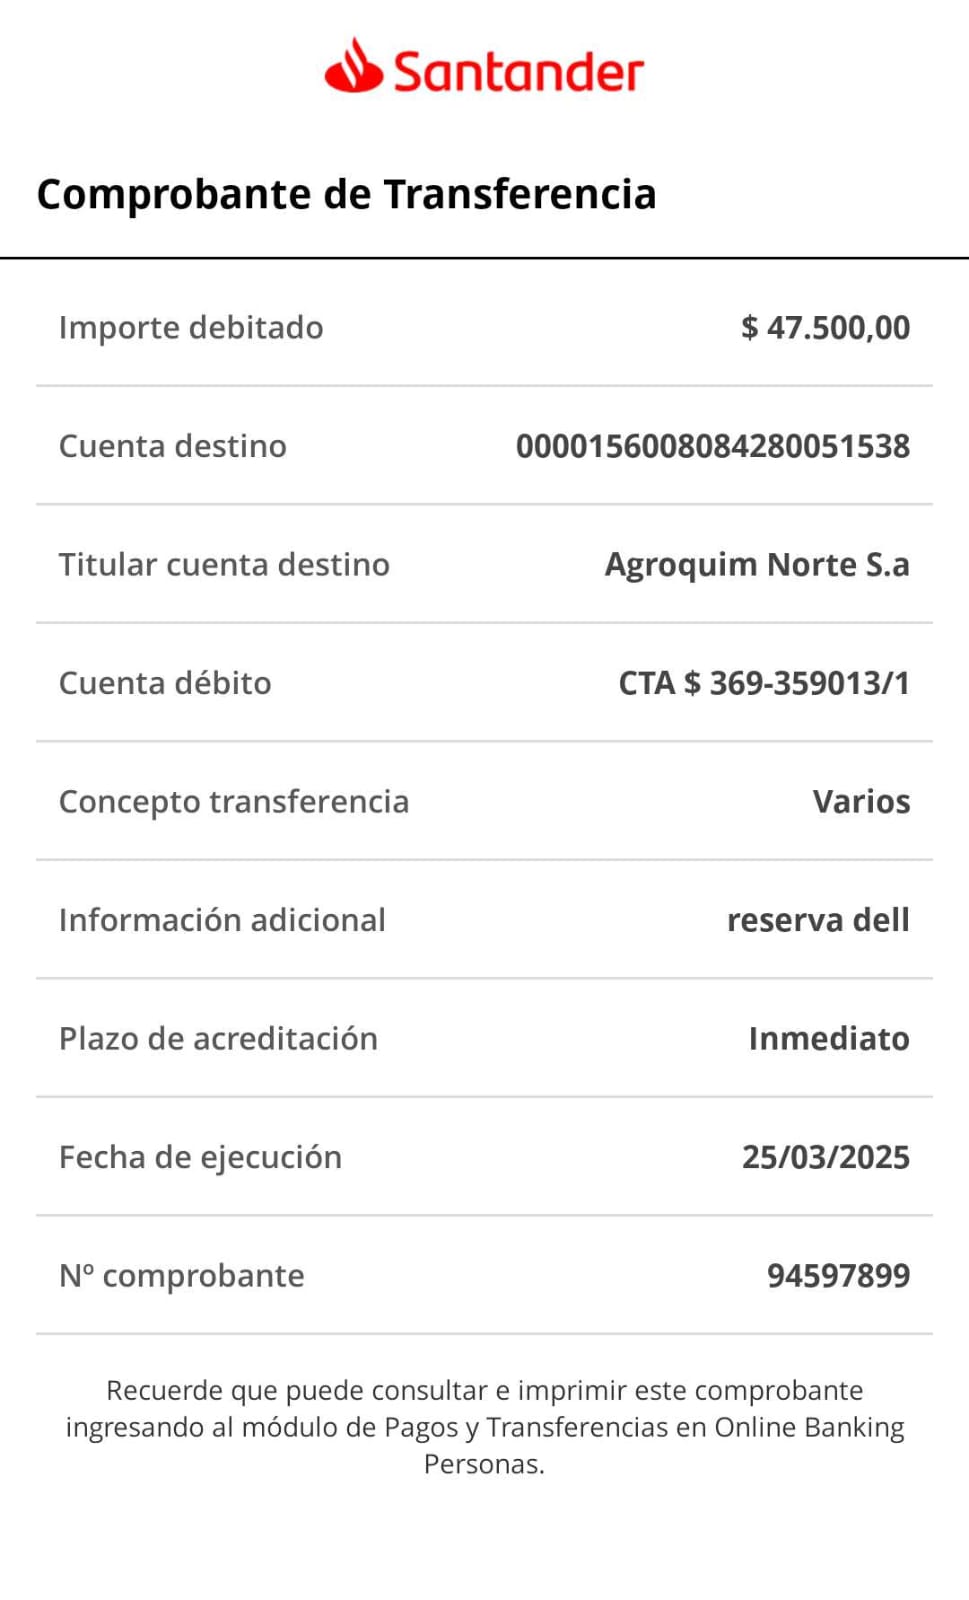 Santander
Comprobante de Transferencia
Importe debitado $ 47.500,00
Cuenta destino 0000156008084280051538
Titular cuenta destino Agroquim Norte S.a
Cuenta débito CTA $ 369-359013/1
Concepto transferencia Varios
Información adicional reserva dell
Plazo de acreditación Inmediato
Fecha de ejecución 25/03/2025
Nº comprobante 94597899
Recuerde que puede consultar e imprimir este comprobante
ingresando al módulo de Pagos y Transferencias en Online Banking
Personas.